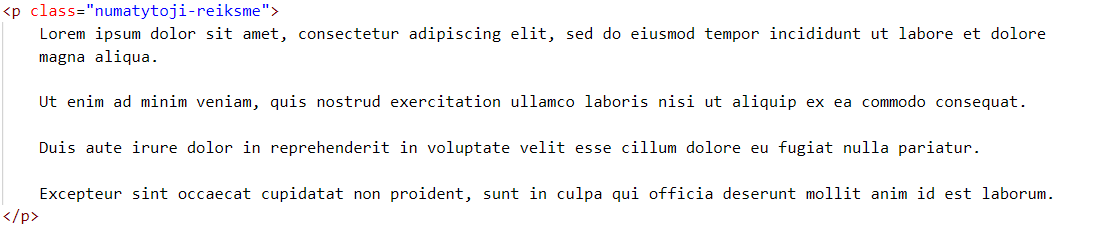 <p class="numatytoji-reiksme">
Lorem ipsum dolor sit amet, consectetur adipiscing elit, sed do eiusmod tempor incididunt ut labore et dolore
magna aliqua.
Ut enim ad minim veniam, quis nostrud exercitation ullamco laboris nisi ut aliquip ex ea commodo consequat.
Duis aute irure dolor in reprehenderit in voluptate velit esse cillum dolore eu fugiat nulla pariatur.
Excepteur sint occaecat cupidatat non proident, sunt in culpa qui officia deserunt mollit anim id est laborum.
</p>